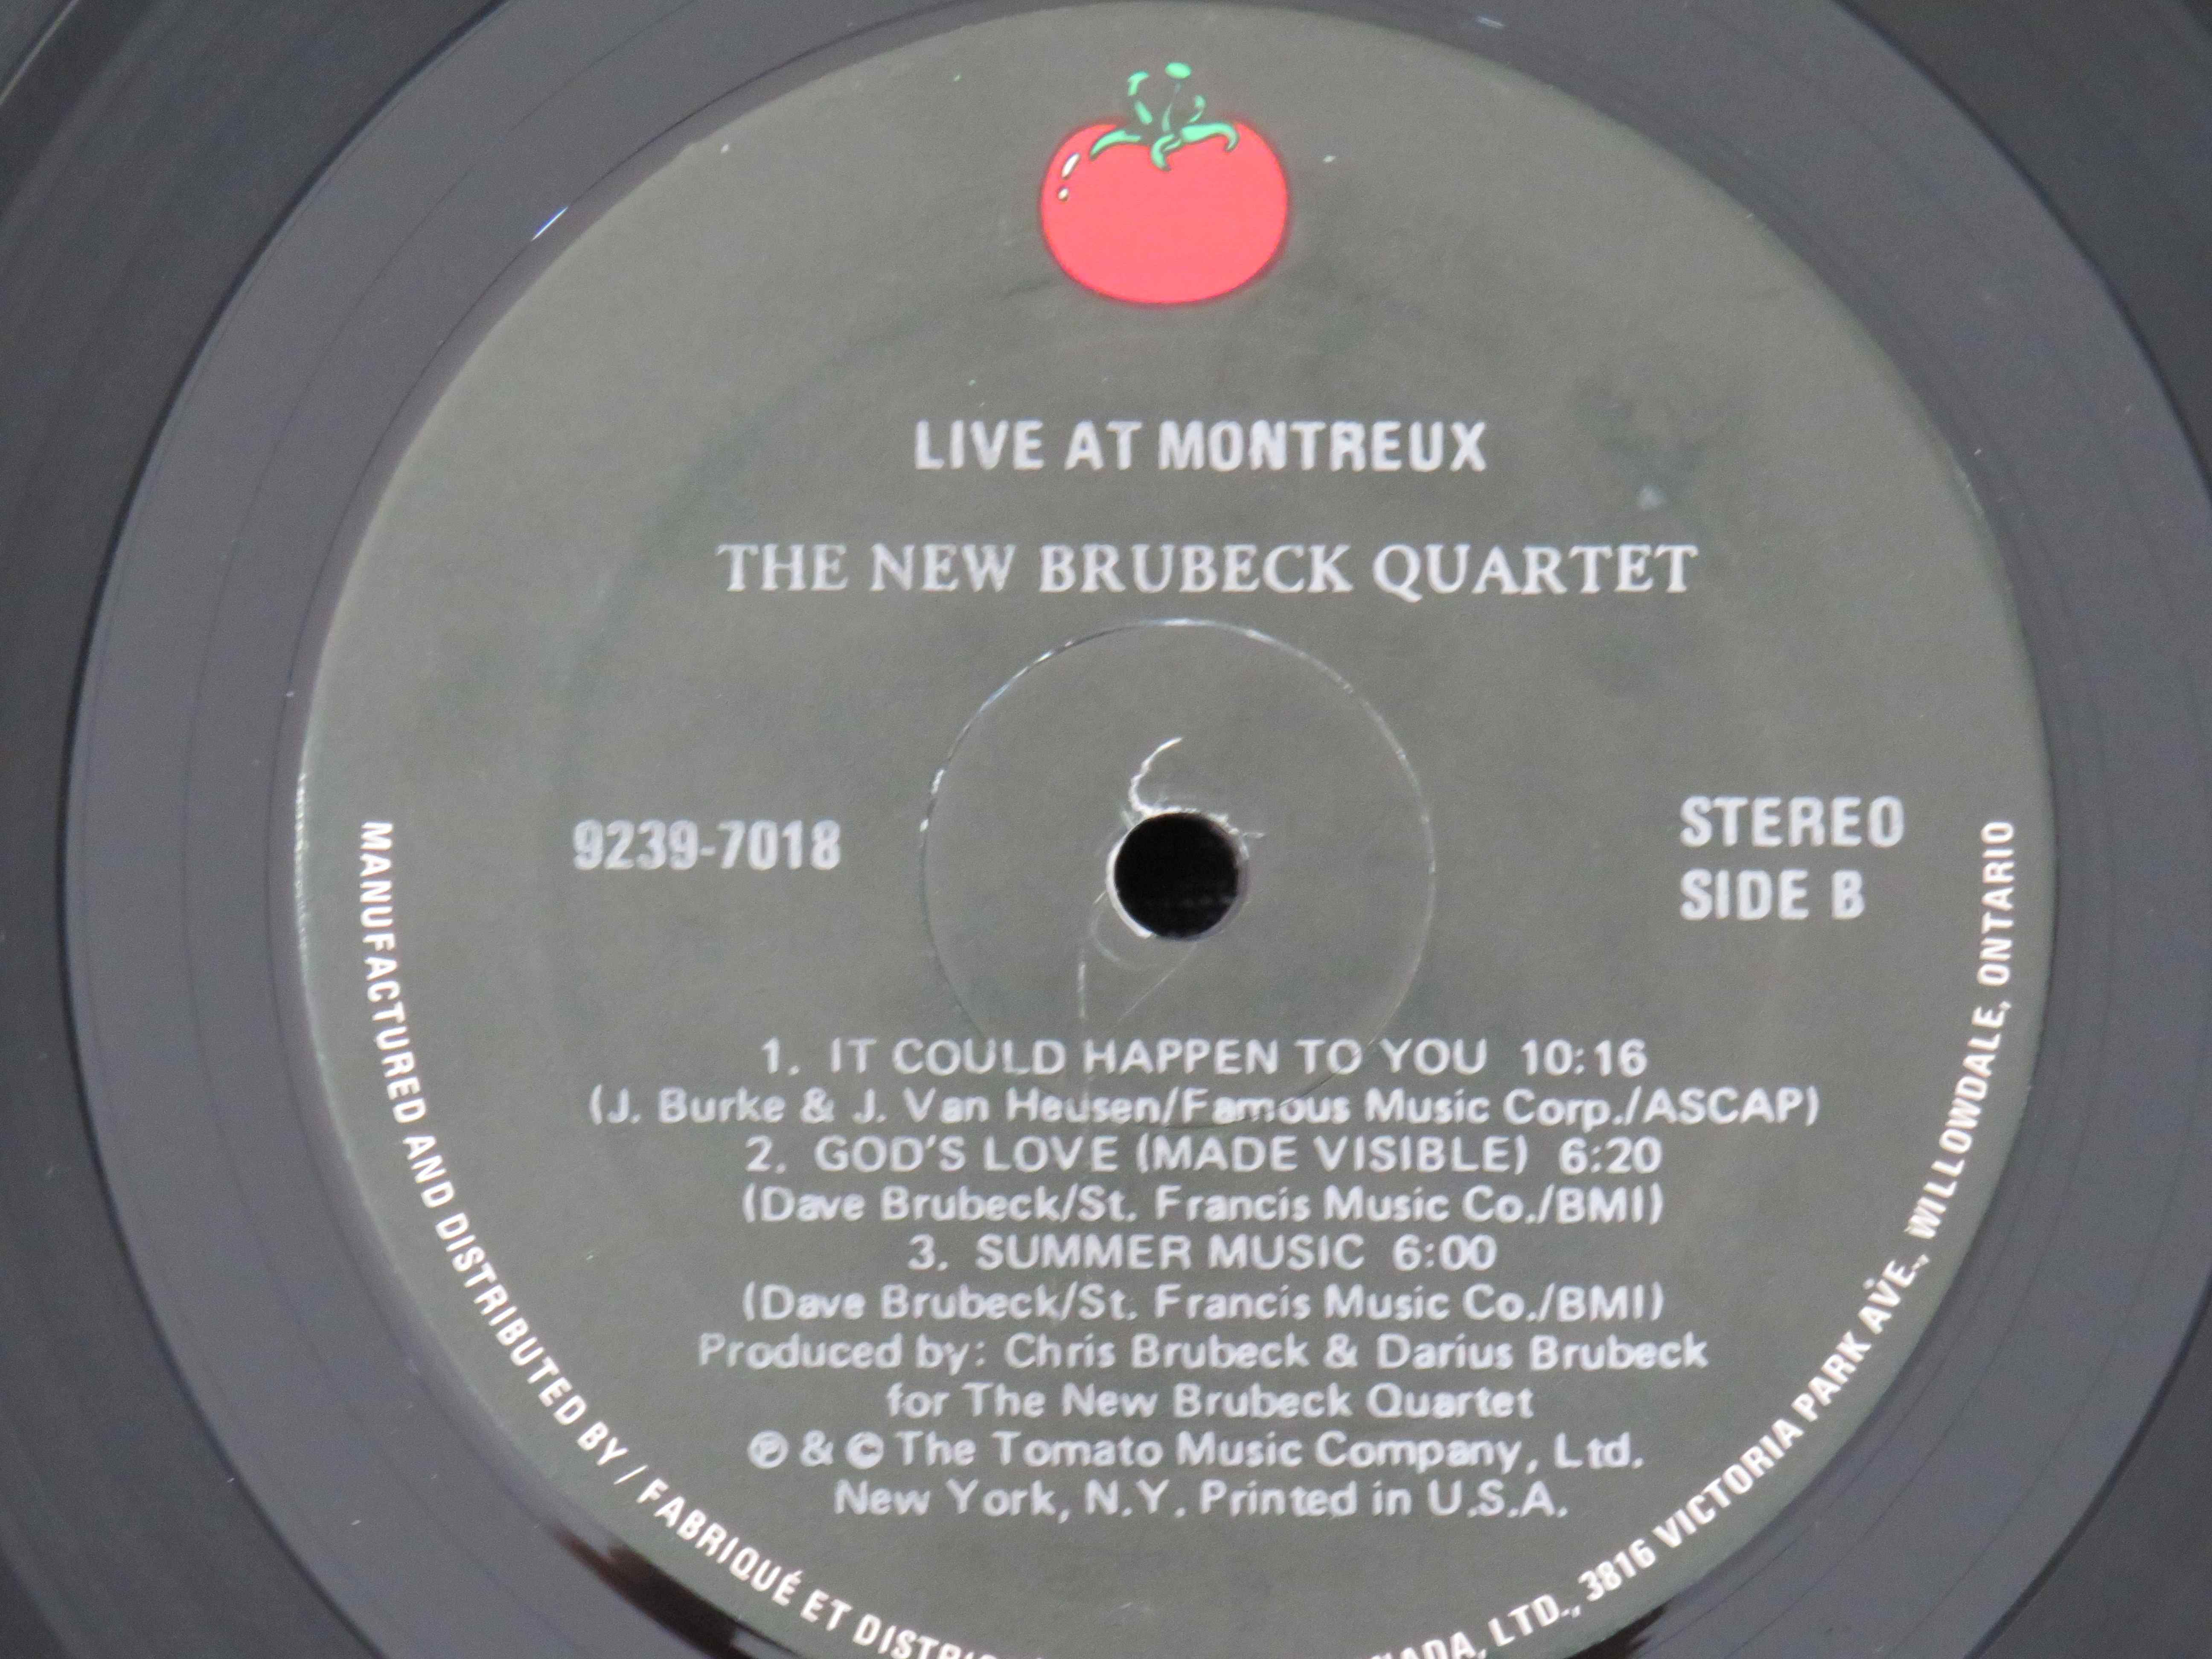 LIVE AT MONTREUX
THE NEW BRUBECK QUARTET
9239-7018
STEREO
SIDE B
1. IT COULD HAPPEN TO YOU 10:16
(J. Burke & J. Van Heusen/Famous Music Corp./ASCAP)
2. GOD'S LOVE (MADE VISIBLE) 6:20
(Dave Brubeck/St. Francis Music Co./BMI)
3. SUMMER MUSIC 6:00
(Dave Brubeck/St. Francis Music Co./BMI)
Produced by: Chris Brubeck & Darius Brubeck
for The New Brubeck Quartet
℗ & © The Tomato Music Company, Ltd.
New York, N.Y. Printed in U.S.A.
MANUFACTURED AND DISTRIBUTED BY / FABRIQUÉ ET LTD., 3816 VICTORIA PARK AVE., WILLOWDALE, ONTARIO